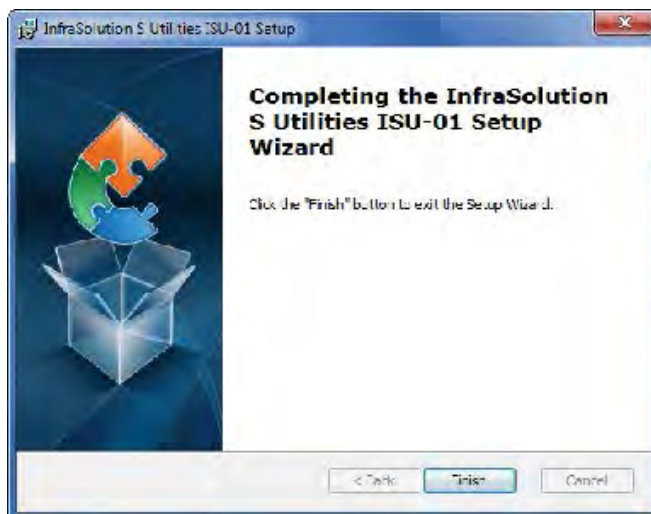 InfraSolution S Utilities ISU-01 Setup
Completing the InfraSolution
S Utilities ISU-01 Setup
Wizard
Click the "Finish" button to exit the Setup Wizard.
< Back
Finish
Cancel